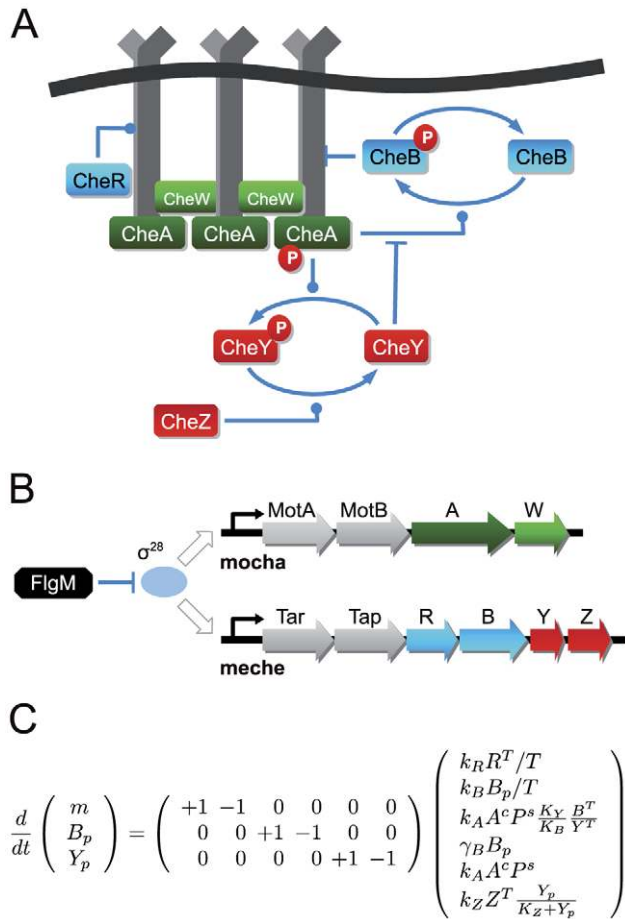 A
CheR
CheW
CheW
CheA
CheA
CheA
P
CheB
P
CheB
CheY
P
CheY
CheZ
B
FlgM
σ²⁸
MotA MotB A W
mocha
Tar Tap R B Y Z
meche
C
d/dt ( m B_p Y_p ) = ( +1 −1 0 0 0 0
0 0 +1 −1 0 0
0 0 0 0 +1 −1 )
k_R R^T /T
k_B B_p /T
k_A A^c P^s K_Y/K_B B^T/Y^T
γ_B B_p
k_A A^c P^s
k_Z Z^T Y_p/(K_Z+Y_p)